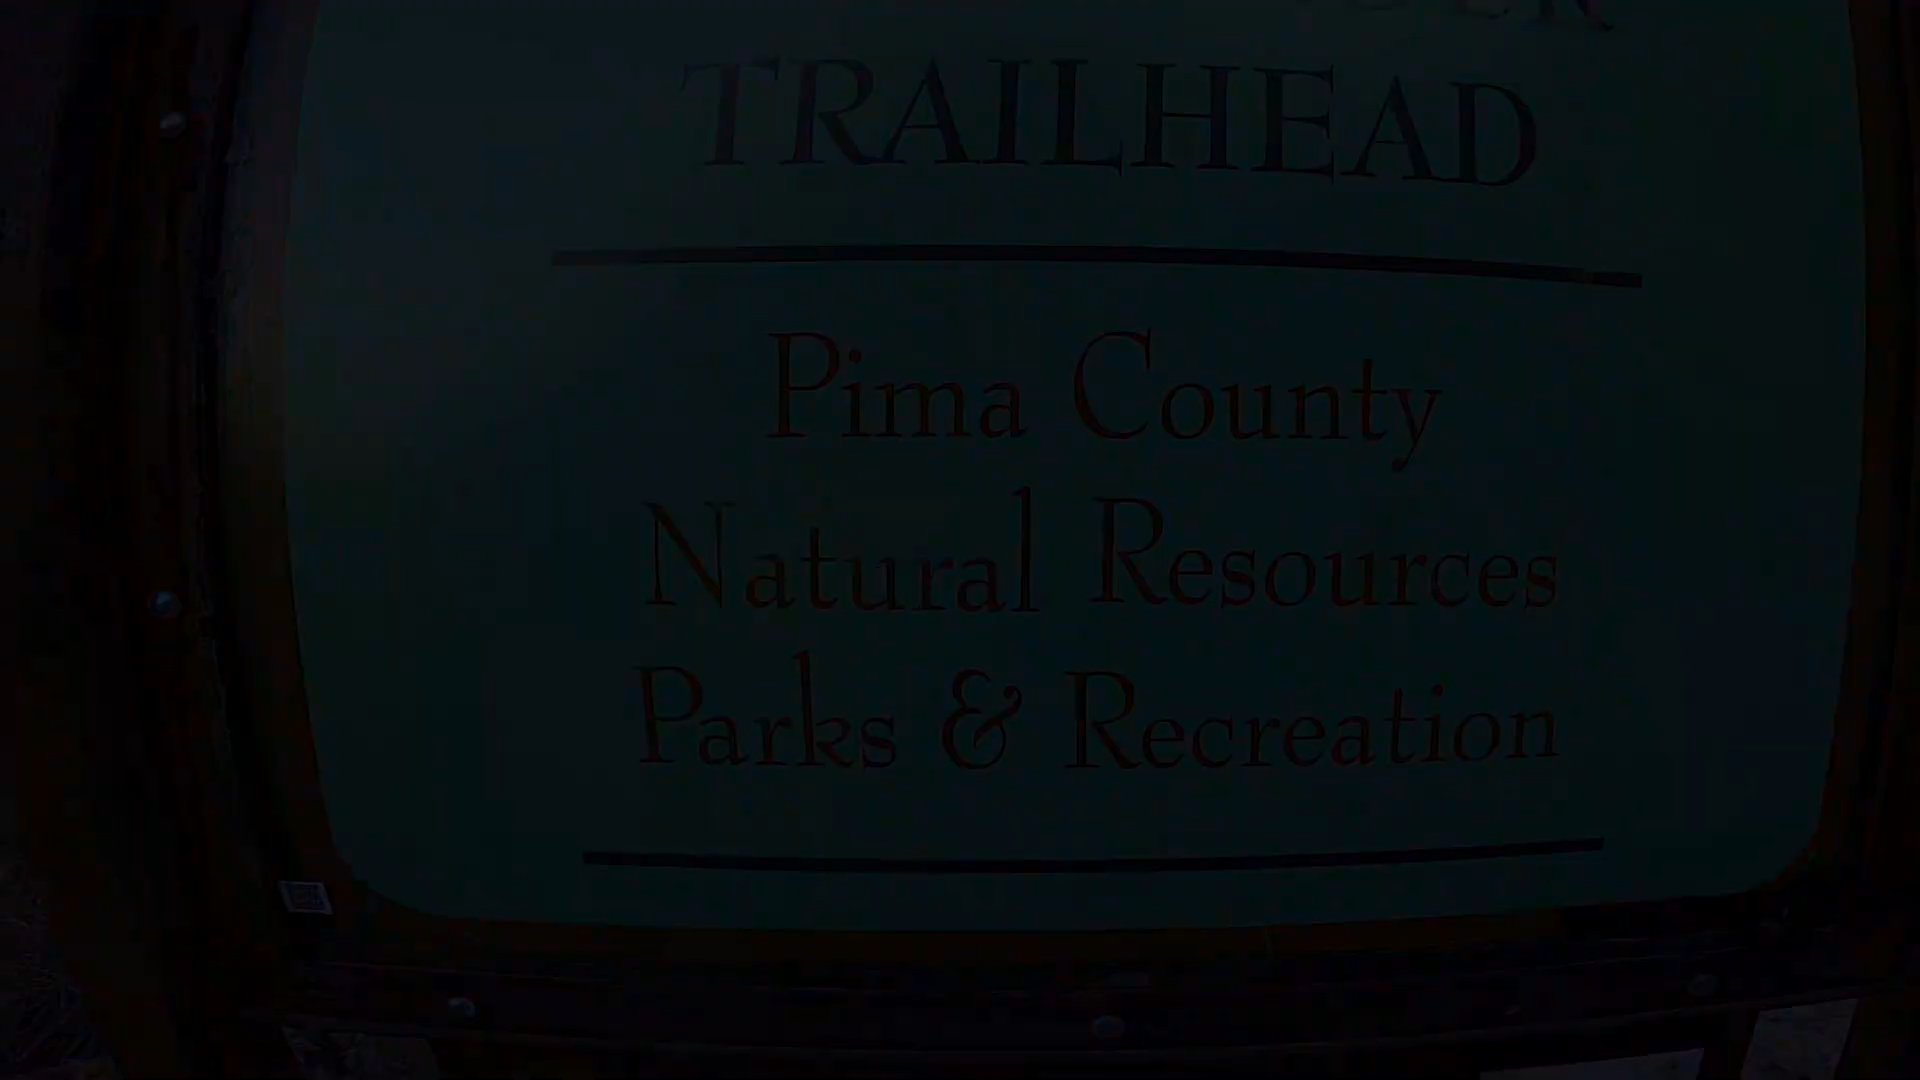 TRAILHEAD
Pima County
Natural Resources
Parks & Recreation